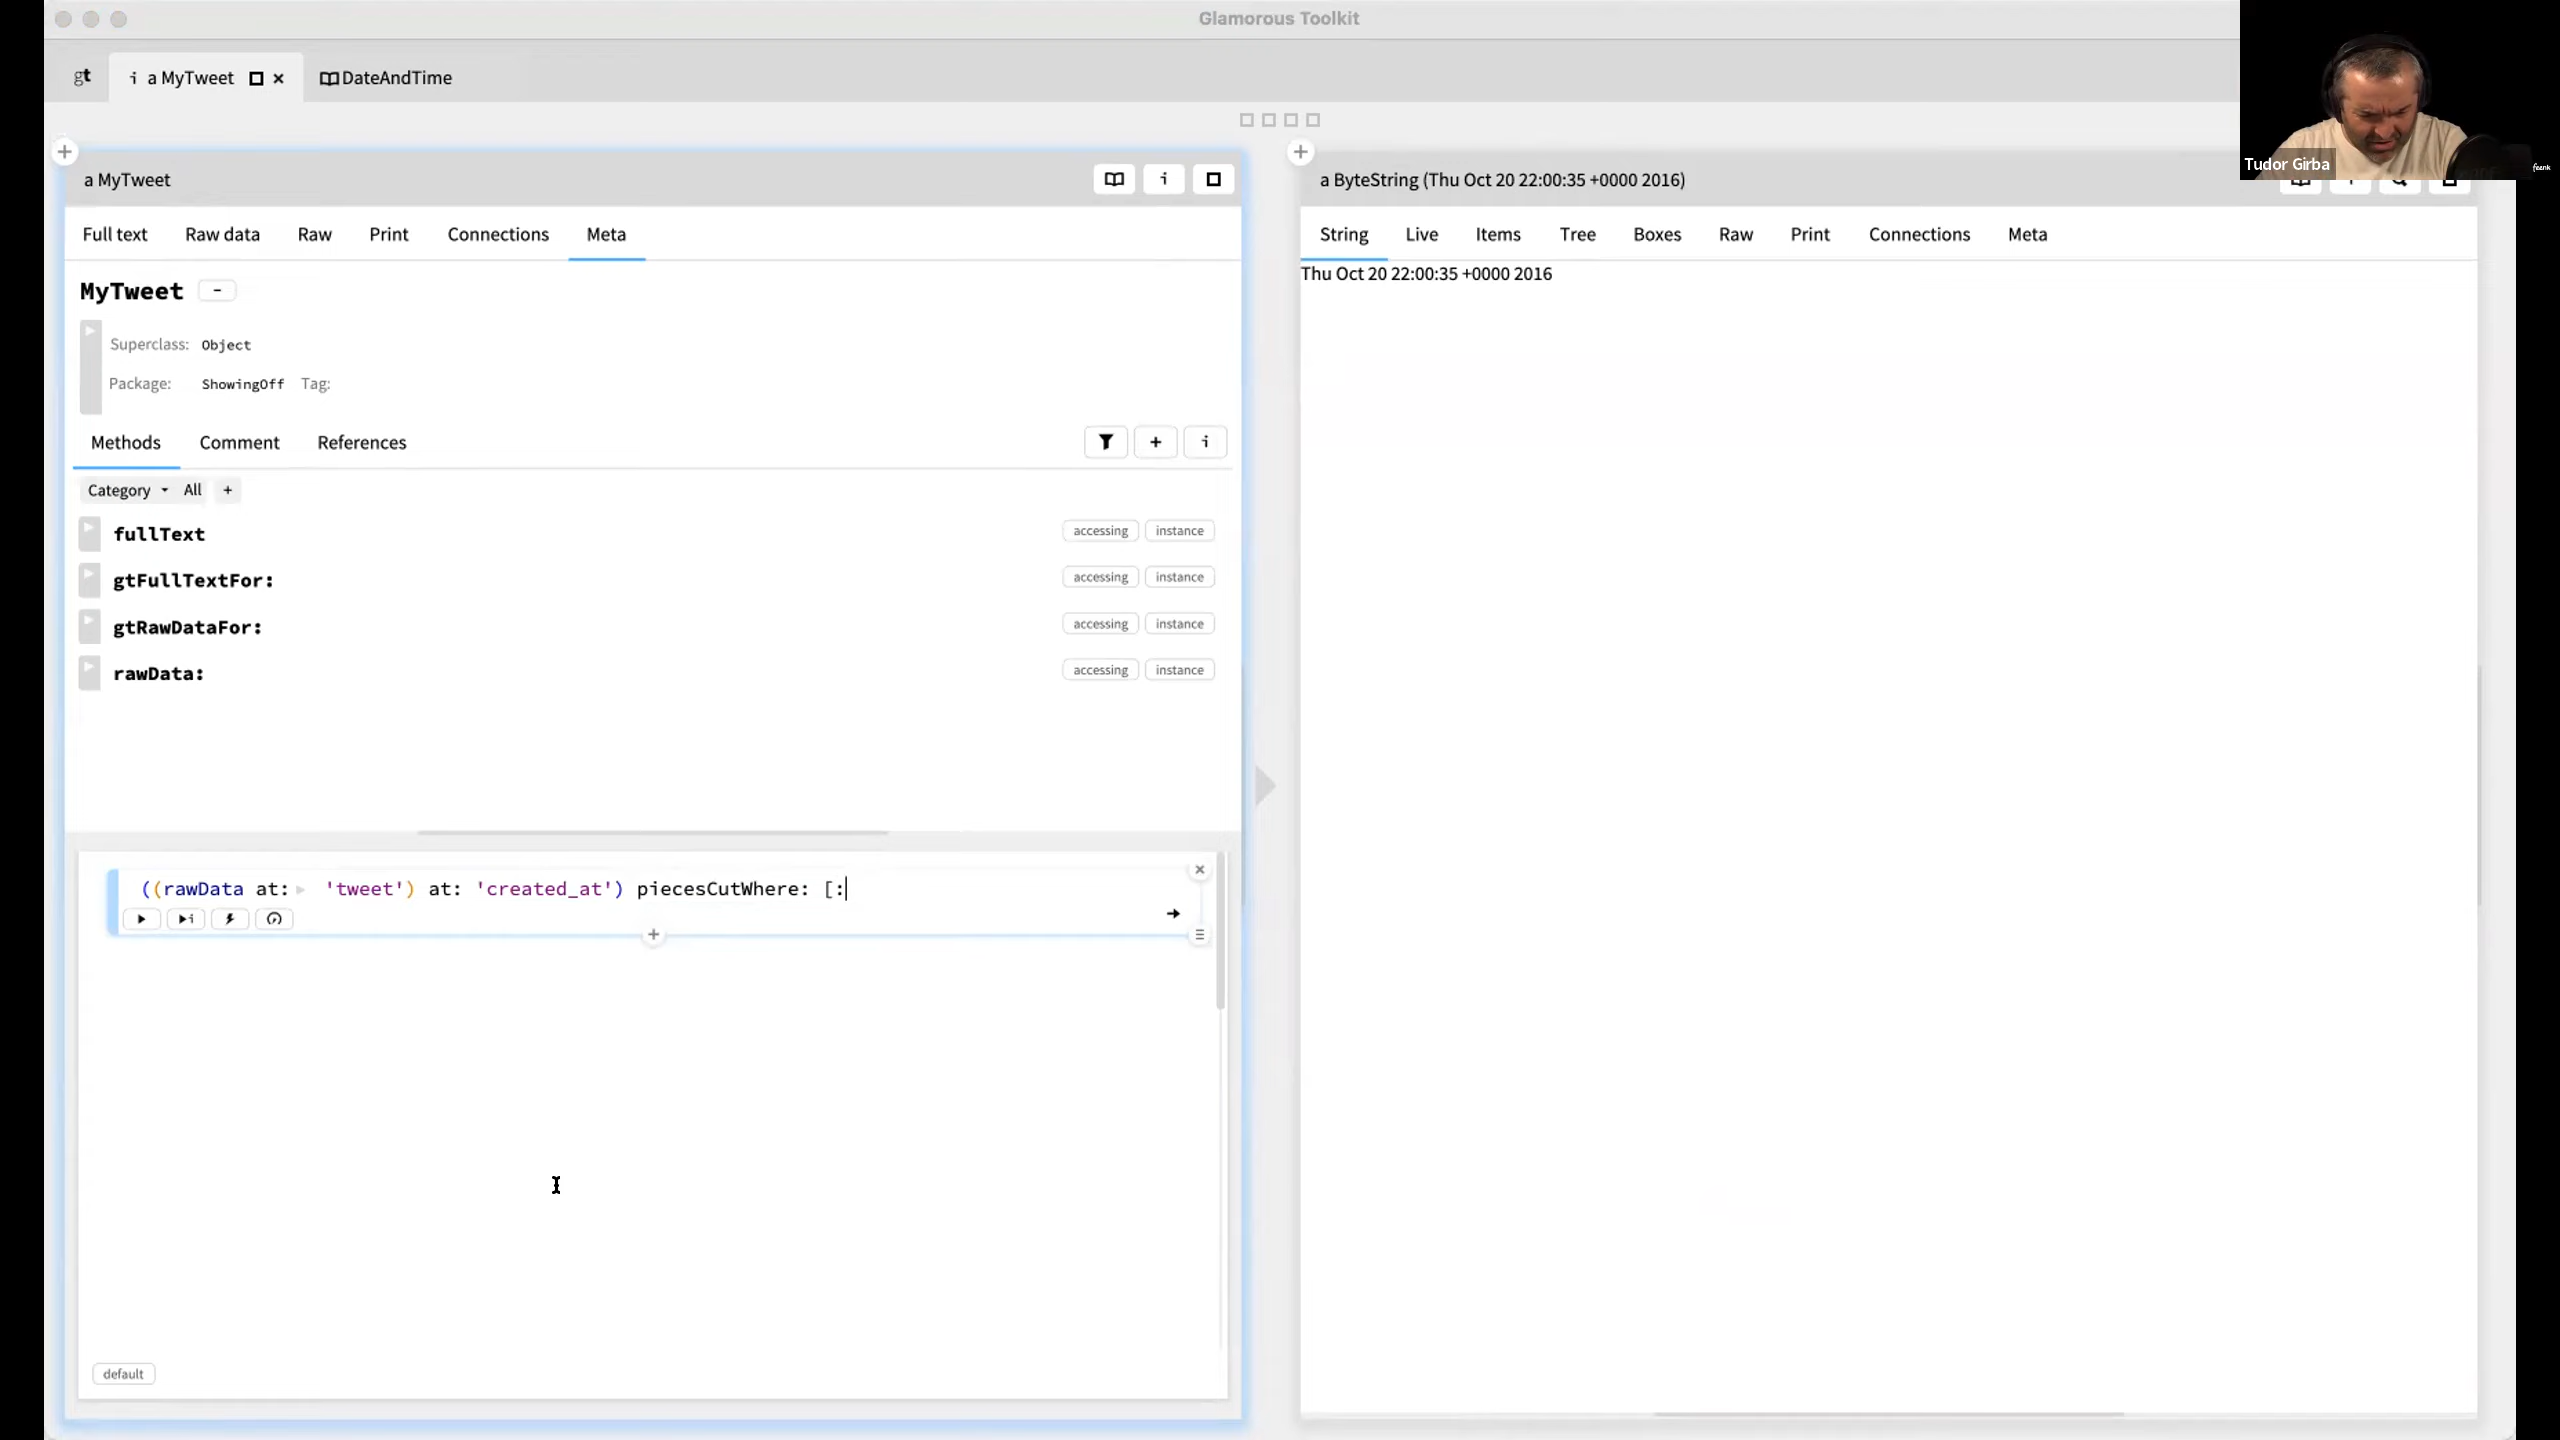 Glamorous Toolkit
gt
i a MyTweet
DateAndTime
Tudor Girba
feenk
a MyTweet
i
Full text Raw data Raw Print Connections Meta
MyTweet -
Superclass: Object
Package: ShowingOff Tag:
Methods Comment References
+ i
Category All +
fullText accessing instance
gtFullTextFor: accessing instance
gtRawDataFor: accessing instance
rawData: accessing instance
((rawData at: 'tweet') at: 'created_at') piecesCutWhere: [:
i
default
a ByteString (Thu Oct 20 22:00:35 +0000 2016)
String Live Items Tree Boxes Raw Print Connections Meta
Thu Oct 20 22:00:35 +0000 2016